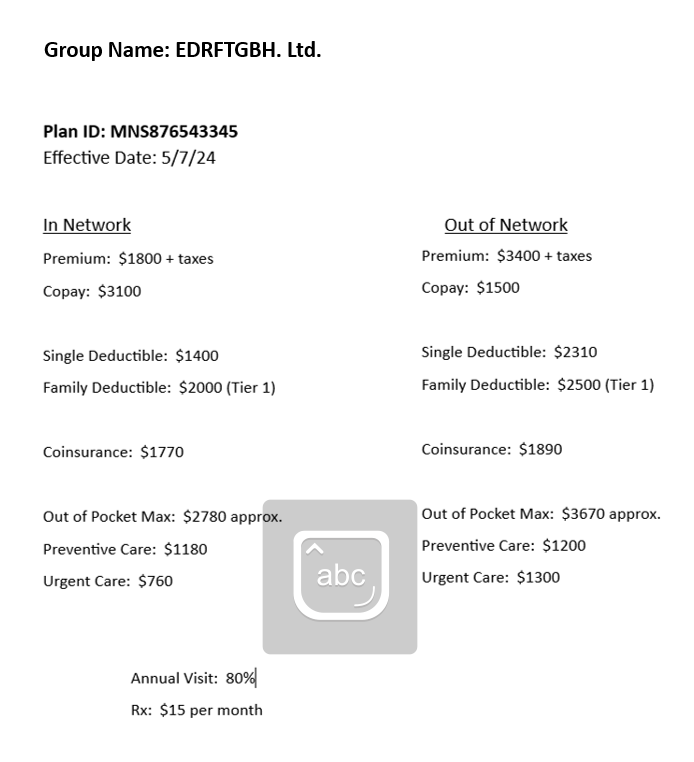 Group Name: EDRFTGBH. Ltd.
Plan ID: MNS876543345
Effective Date: 5/7/24
In Network
Premium: $1800 + taxes
Copay: $3100
Single Deductible: $1400
Family Deductible: $2000 (Tier 1)
Coinsurance: $1770
Out of Pocket Max: $2780 approx.
Preventive Care: $1180
Urgent Care: $760
Out of Network
Premium: $3400 + taxes
Copay: $1500
Single Deductible: $2310
Family Deductible: $2500 (Tier 1)
Coinsurance: $1890
Out of Pocket Max: $3670 approx.
Preventive Care: $1200
Urgent Care: $1300
abc
Annual Visit: 80%
Rx: $15 per month